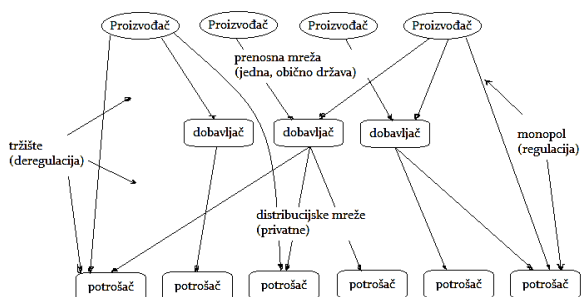 Proizvođač
Proizvođač
Proizvođač
Proizvođač
prenosna mreža
(jedna, obično država)
dobavljač
dobavljač
dobavljač
tržište
(deregulacija)
monopol
(regulacija)
distribucijske mreže
(privatne)
potrošač
potrošač
potrošač
potrošač
potrošač
potrošač